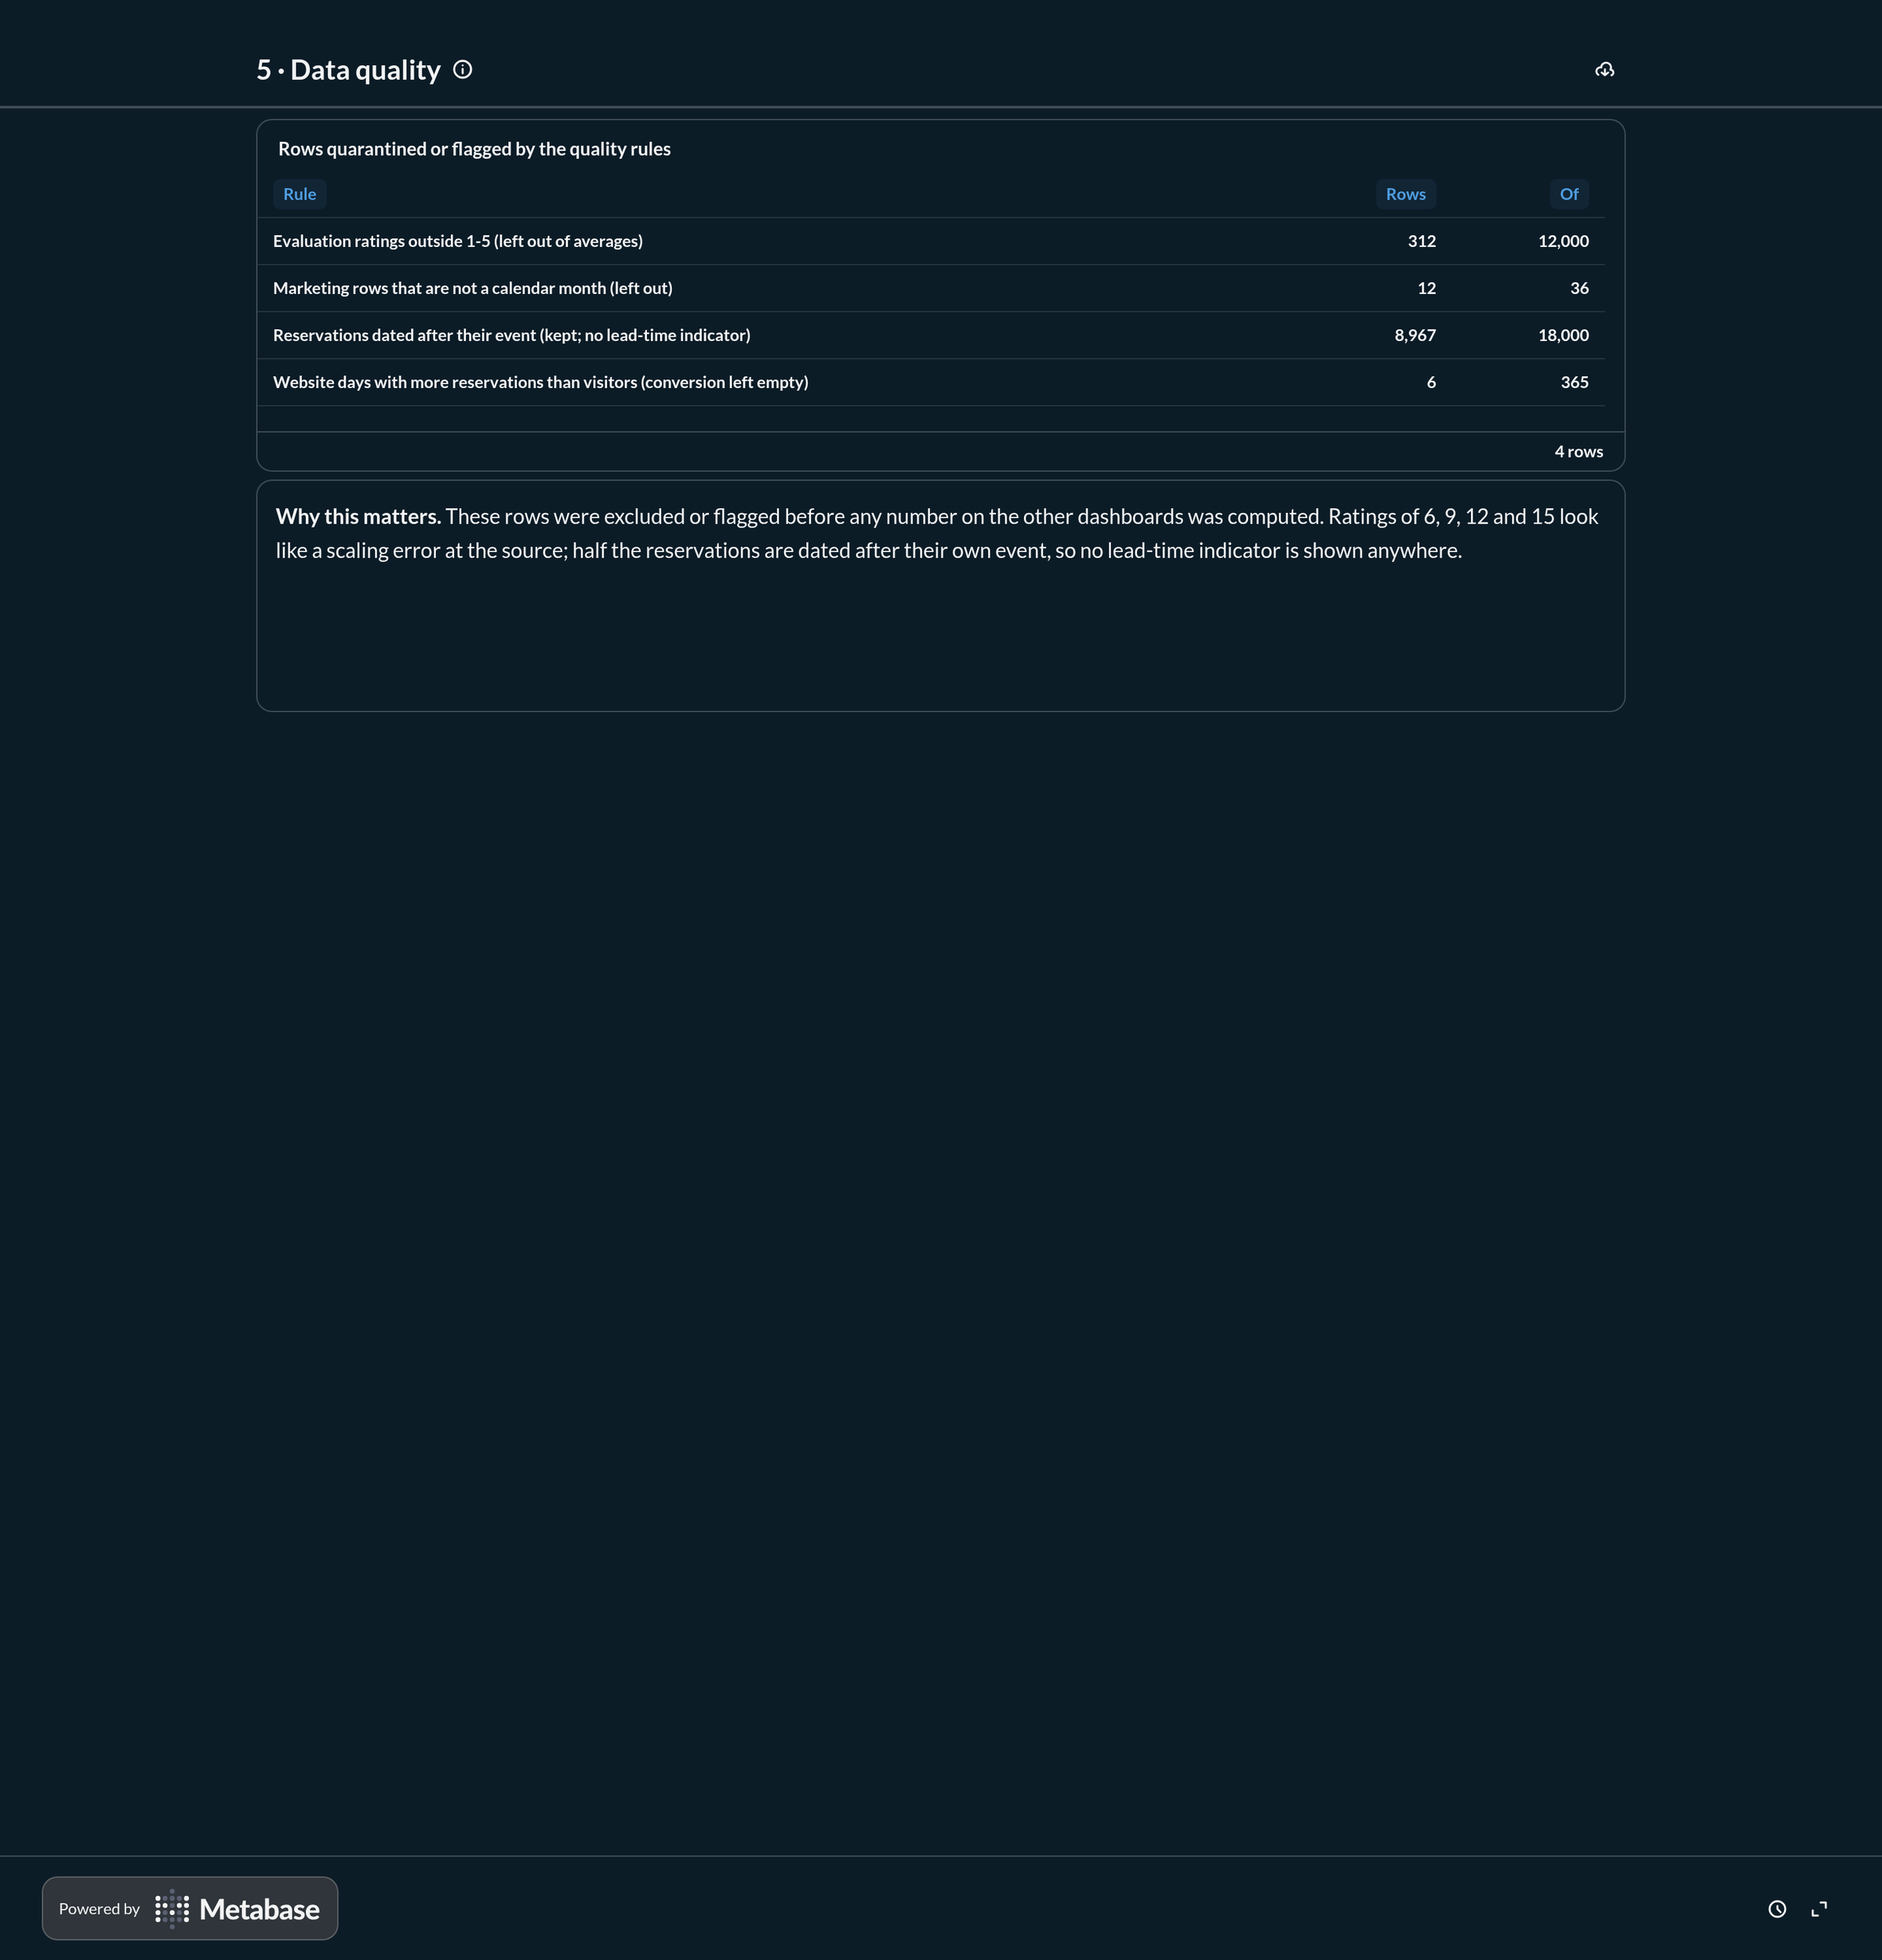 5 · Data quality
Rows quarantined or flagged by the quality rules
Rule Rows Of
Evaluation ratings outside 1-5 (left out of averages) 312 12,000
Marketing rows that are not a calendar month (left out) 12 36
Reservations dated after their event (kept; no lead-time indicator) 8,967 18,000
Website days with more reservations than visitors (conversion left empty) 6 365
4 rows
Why this matters. These rows were excluded or flagged before any number on the other dashboards was computed. Ratings of 6, 9, 12 and 15 look
like a scaling error at the source; half the reservations are dated after their own event, so no lead-time indicator is shown anywhere.
Powered by Metabase